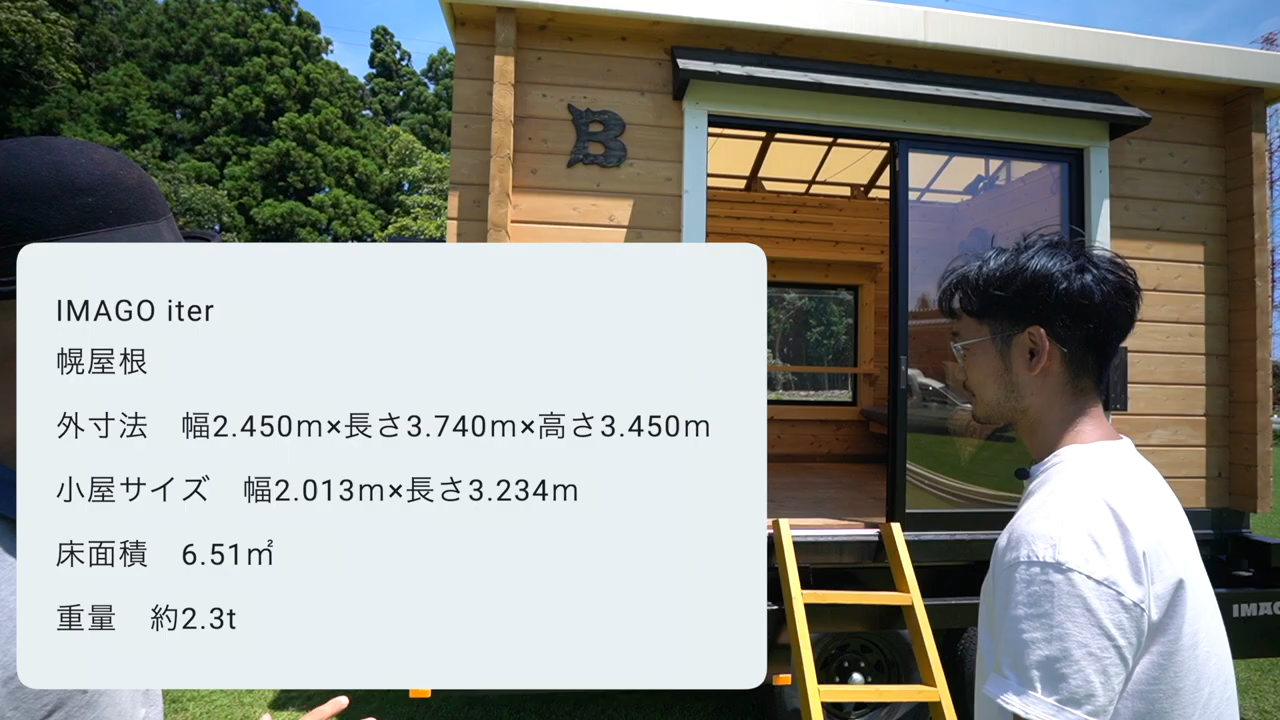 B
IMAGO iter
幌屋根
外寸法　幅2.450m×長さ3.740m×高さ3.450m
小屋サイズ　幅2.013m×長さ3.234m
床面積　6.51㎡
重量　約2.3t